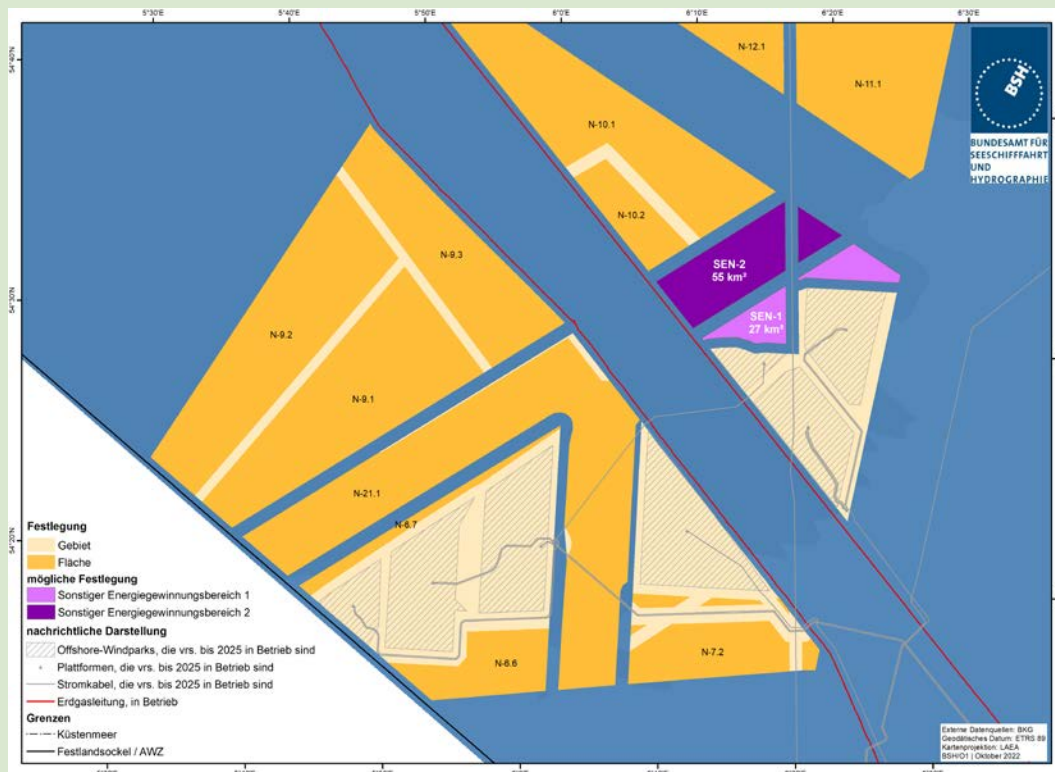 5°30'E 5°40'E 5°50'E 6°0'E 6°10'E 6°20'E 6°30'E
54°40'N
54°30'N
54°20'N
N-12.1
N-11.1
N-10.1
N-10.2
N-9.3
N-9.2
N-9.1
N-21.1
N-6.7
N-6.6
N-7.2
SEN-2
55 km²
SEN-1
27 km²
BSH
BUNDESAMT FÜR
SEESCHIFFFAHRT
UND
HYDROGRAPHIE
Festlegung
Gebiet
Fläche
mögliche Festlegung
Sonstiger Energiegewinnungsbereich 1
Sonstiger Energiegewinnungsbereich 2
nachrichtliche Darstellung
Offshore-Windparks, die vrs. bis 2025 in Betrieb sind
Plattformen, die vrs. bis 2025 in Betrieb sind
Stromkabel, die vrs. bis 2025 in Betrieb sind
Erdgasleitung, in Betrieb
Grenzen
Küstenmeer
Festlandsockel / AWZ
Externe Datenquellen: BKG
Geodätisches Datum: ETRS 89
Kartenprojektion: LAEA
BSH/O1 | Oktober 2022